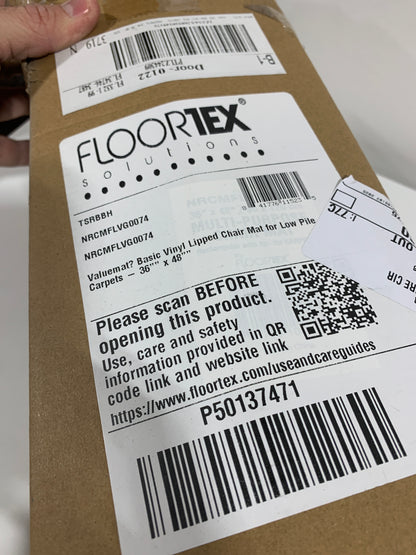 3719 N
B-1
Door- 0122
FLOORTEX
solutions
TSRBBH
NRCMFLVG0074
NRCMFLVG0074
Valuemat? Basic Vinyl Lipped Chair Mat for Low Pile
Carpets – 36"" x 48""
Please scan BEFORE
opening this product.
Use, care and safety
information provided in QR
code link and website link
https://www.floortex.com/useandcareguides
P50137471